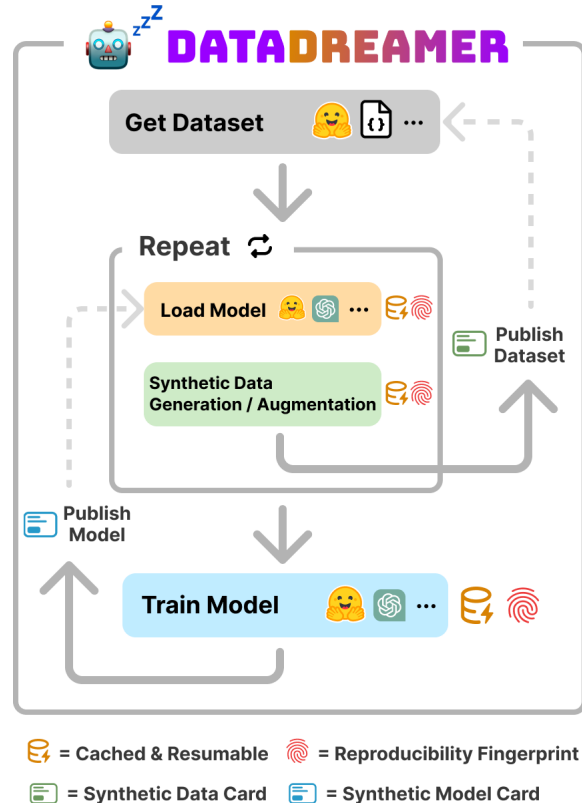 zzZ
DATADREAMER
Get Dataset { } ...
Repeat
Load Model ...
Synthetic Data
Generation / Augmentation
Publish
Dataset
Publish
Model
Train Model ...
= Cached & Resumable = Reproducibility Fingerprint
= Synthetic Data Card = Synthetic Model Card